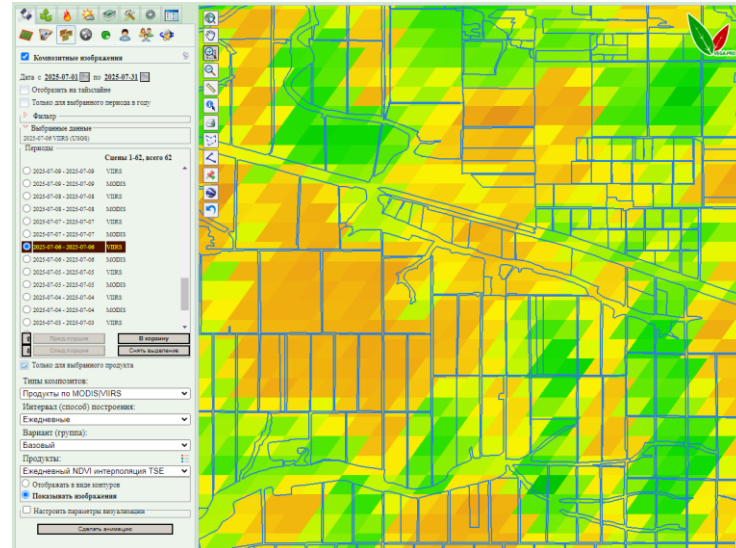 Композитные изображения
Дата с 2025-07-01 по 2025-07-31
Отобразить на таймлайне
Только для выбранного периода в году
Фильтр
Выбранные данные
2025-07-06 VIIRS (USGS)
Периоды
Сцены 1-62, всего 62
2025-07-09 - 2025-07-09 VIIRS
2025-07-09 - 2025-07-09 MODIS
2025-07-08 - 2025-07-08 VIIRS
2025-07-08 - 2025-07-08 MODIS
2025-07-07 - 2025-07-07 VIIRS
2025-07-07 - 2025-07-07 MODIS
2025-07-06 - 2025-07-06 VIIRS
2025-07-06 - 2025-07-06 MODIS
2025-07-05 - 2025-07-05 VIIRS
2025-07-05 - 2025-07-05 MODIS
2025-07-04 - 2025-07-04 VIIRS
2025-07-04 - 2025-07-04 MODIS
2025-07-03 - 2025-07-03 VIIRS
Пред.порция В корзину
След.порция Снять выделение
Только для выбранного продукта
Типы композитов:
Продукты по MODIS|VIIRS
Интервал (способ) построения:
Ежедневные
Вариант (группа):
Базовый
Продукты:
Ежедневный NDVI интерполяция TSE
Отображать в виде контуров
Показывать изображения
Настроить параметры визуализации
Сделать анимацию
VEGA-PRO